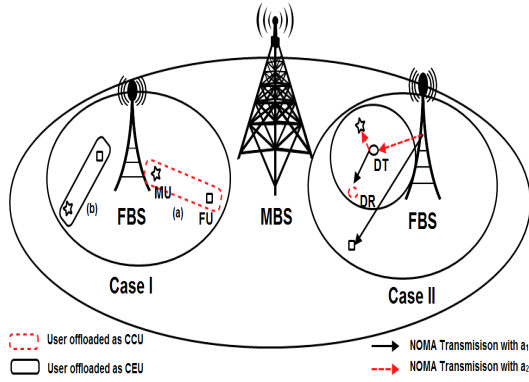 MU
(b)
(a)
FU
FBS
MBS
DT
DR
FBS
Case I
Case II
User offloaded as CCU
User offloaded as CEU
NOMA Transmisison with a1
NOMA Transmisison with a2